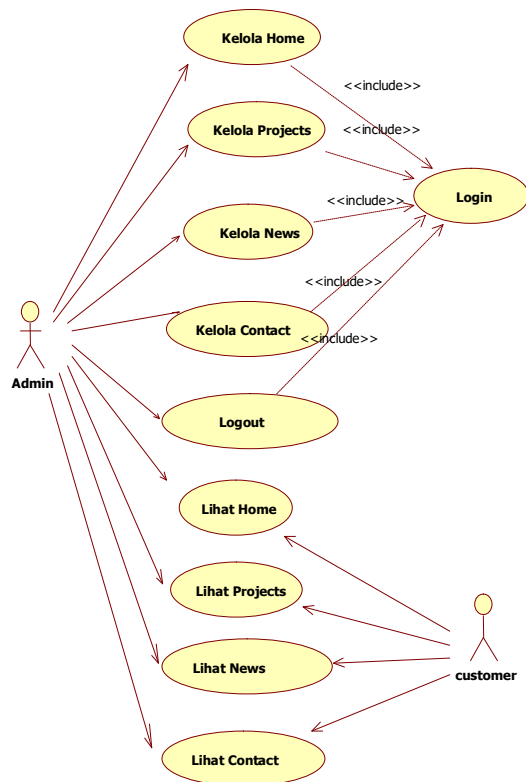 Kelola Home
<<include>>
Kelola Projects
<<include>>
Login
<<include>>
Kelola News
<<include>>
Kelola Contact
<<include>>
Admin
Logout
Lihat Home
Lihat Projects
Lihat News
customer
Lihat Contact